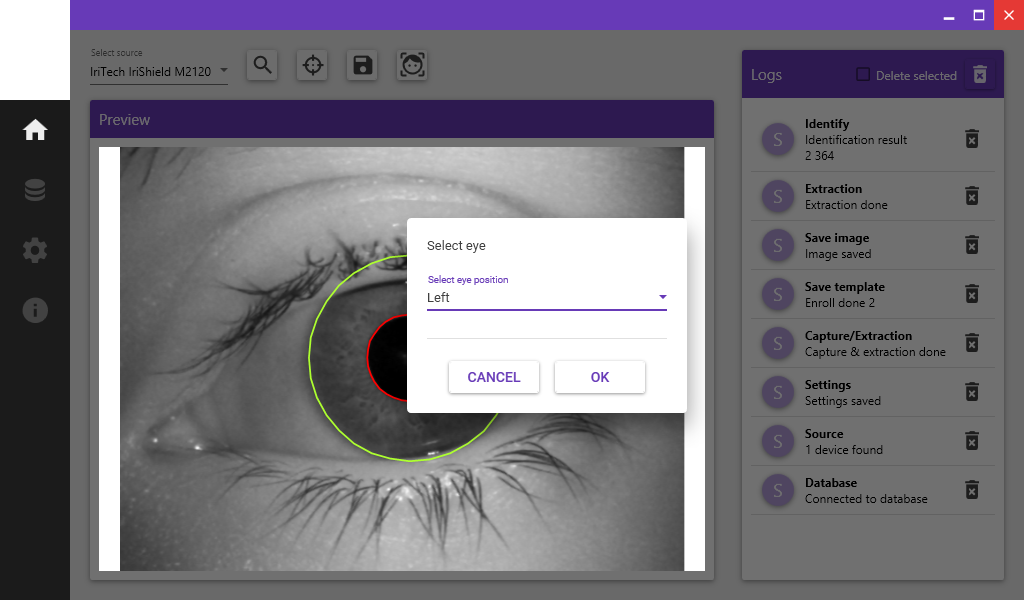 Select source
IriTech IriShield M2120
Preview
Select eye
Select eye position
Left
CANCEL
OK
Logs
Delete selected
S
Identify
Identification result
2 364
S
Extraction
Extraction done
S
Save image
Image saved
S
Save template
Enroll done 2
S
Capture/Extraction
Capture & extraction done
S
Settings
Settings saved
S
Source
1 device found
S
Database
Connected to database